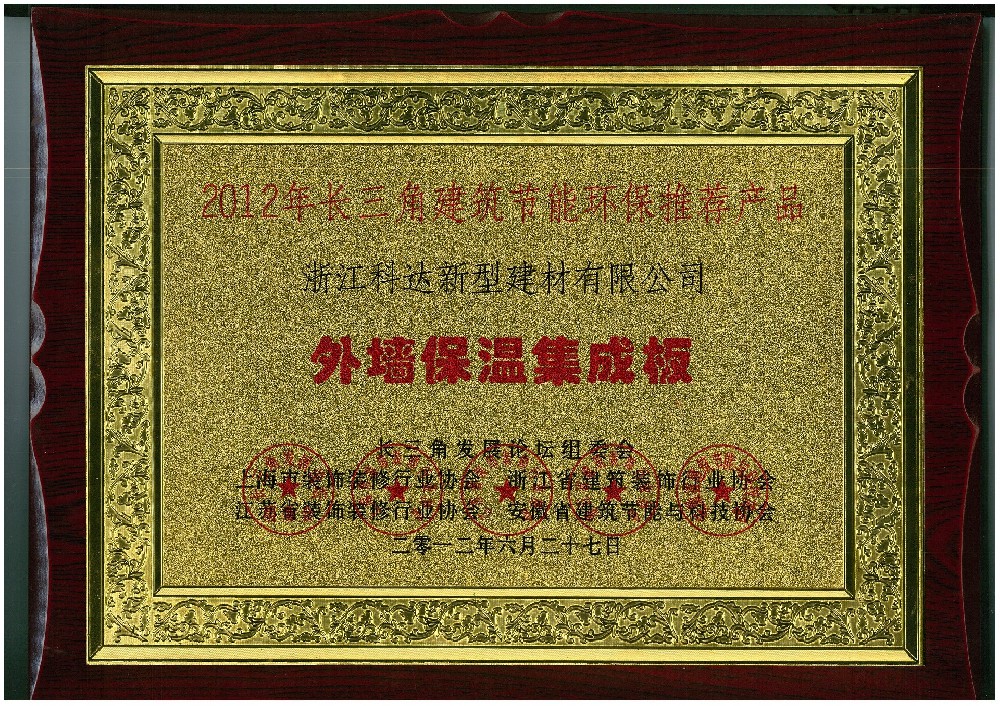 2012年长三角建筑节能环保推荐产品
浙江科达新型建材有限公司
外墙保温集成板
长三角发展论坛组委会
上海市装饰装修行业协会 浙江省建筑装饰行业协会
江苏省装饰装修行业协会 安徽省建筑节能与科技协会
二零一二年六月二十七日